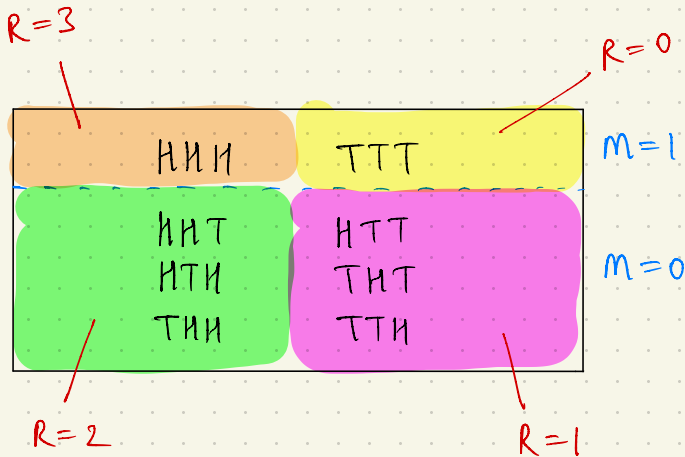 R=3
R=0
HHH TTT m=1
HHT HTT
HTH THT m=0
THH TTH
R=2
R=1